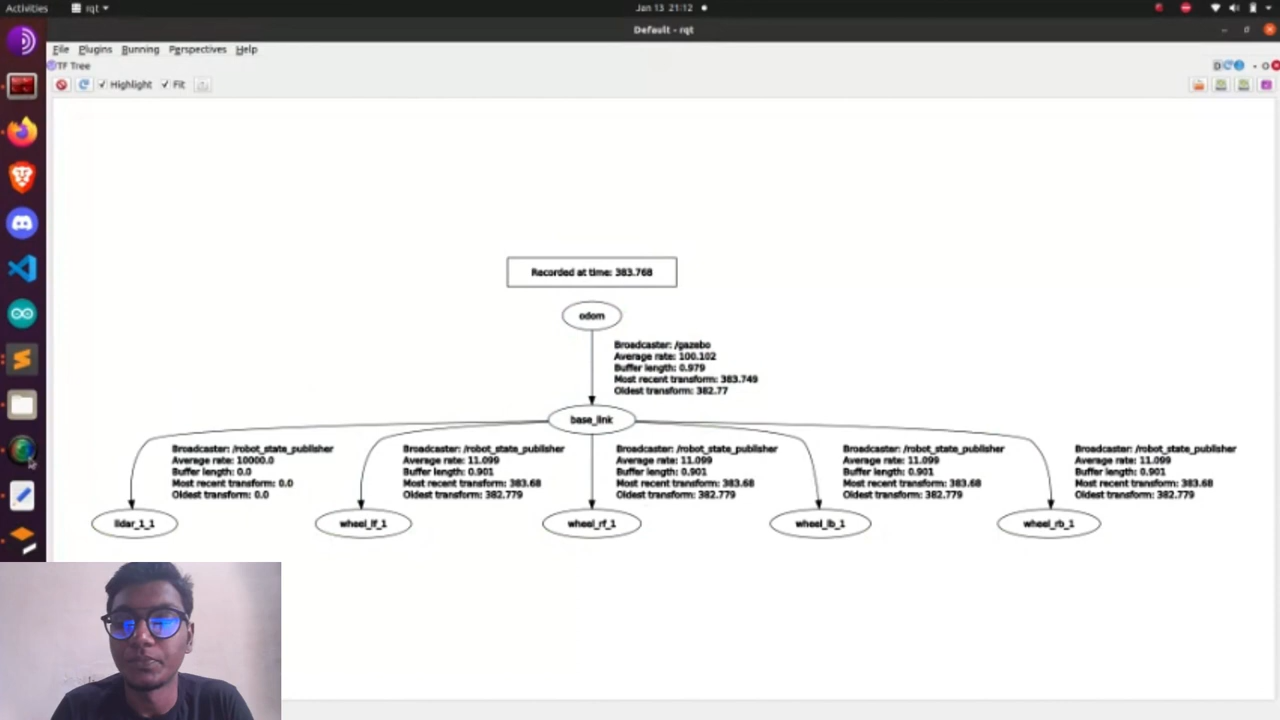 Activities rqt Jan 13 21:12
Default - rqt
File Plugins Running Perspectives Help
TF Tree
Highlight Fit
Recorded at time: 383.768
odom
Broadcaster: /gazebo
Average rate: 100.102
Buffer length: 0.979
Most recent transform: 383.749
Oldest transform: 382.77
base_link
Broadcaster: /robot_state_publisher
Average rate: 10000.0
Buffer length: 0.0
Most recent transform: 0.0
Oldest transform: 0.0
Broadcaster: /robot_state_publisher
Average rate: 11.099
Buffer length: 0.901
Most recent transform: 383.68
Oldest transform: 382.779
Broadcaster: /robot_state_publisher
Average rate: 11.099
Buffer length: 0.901
Most recent transform: 383.68
Oldest transform: 382.779
Broadcaster: /robot_state_publisher
Average rate: 11.099
Buffer length: 0.901
Most recent transform: 383.68
Oldest transform: 382.779
Broadcaster: /robot_state_publisher
Average rate: 11.099
Buffer length: 0.901
Most recent transform: 383.68
Oldest transform: 382.779
lidar_1_1
wheel_lf_1
wheel_rf_1
wheel_lb_1
wheel_rb_1